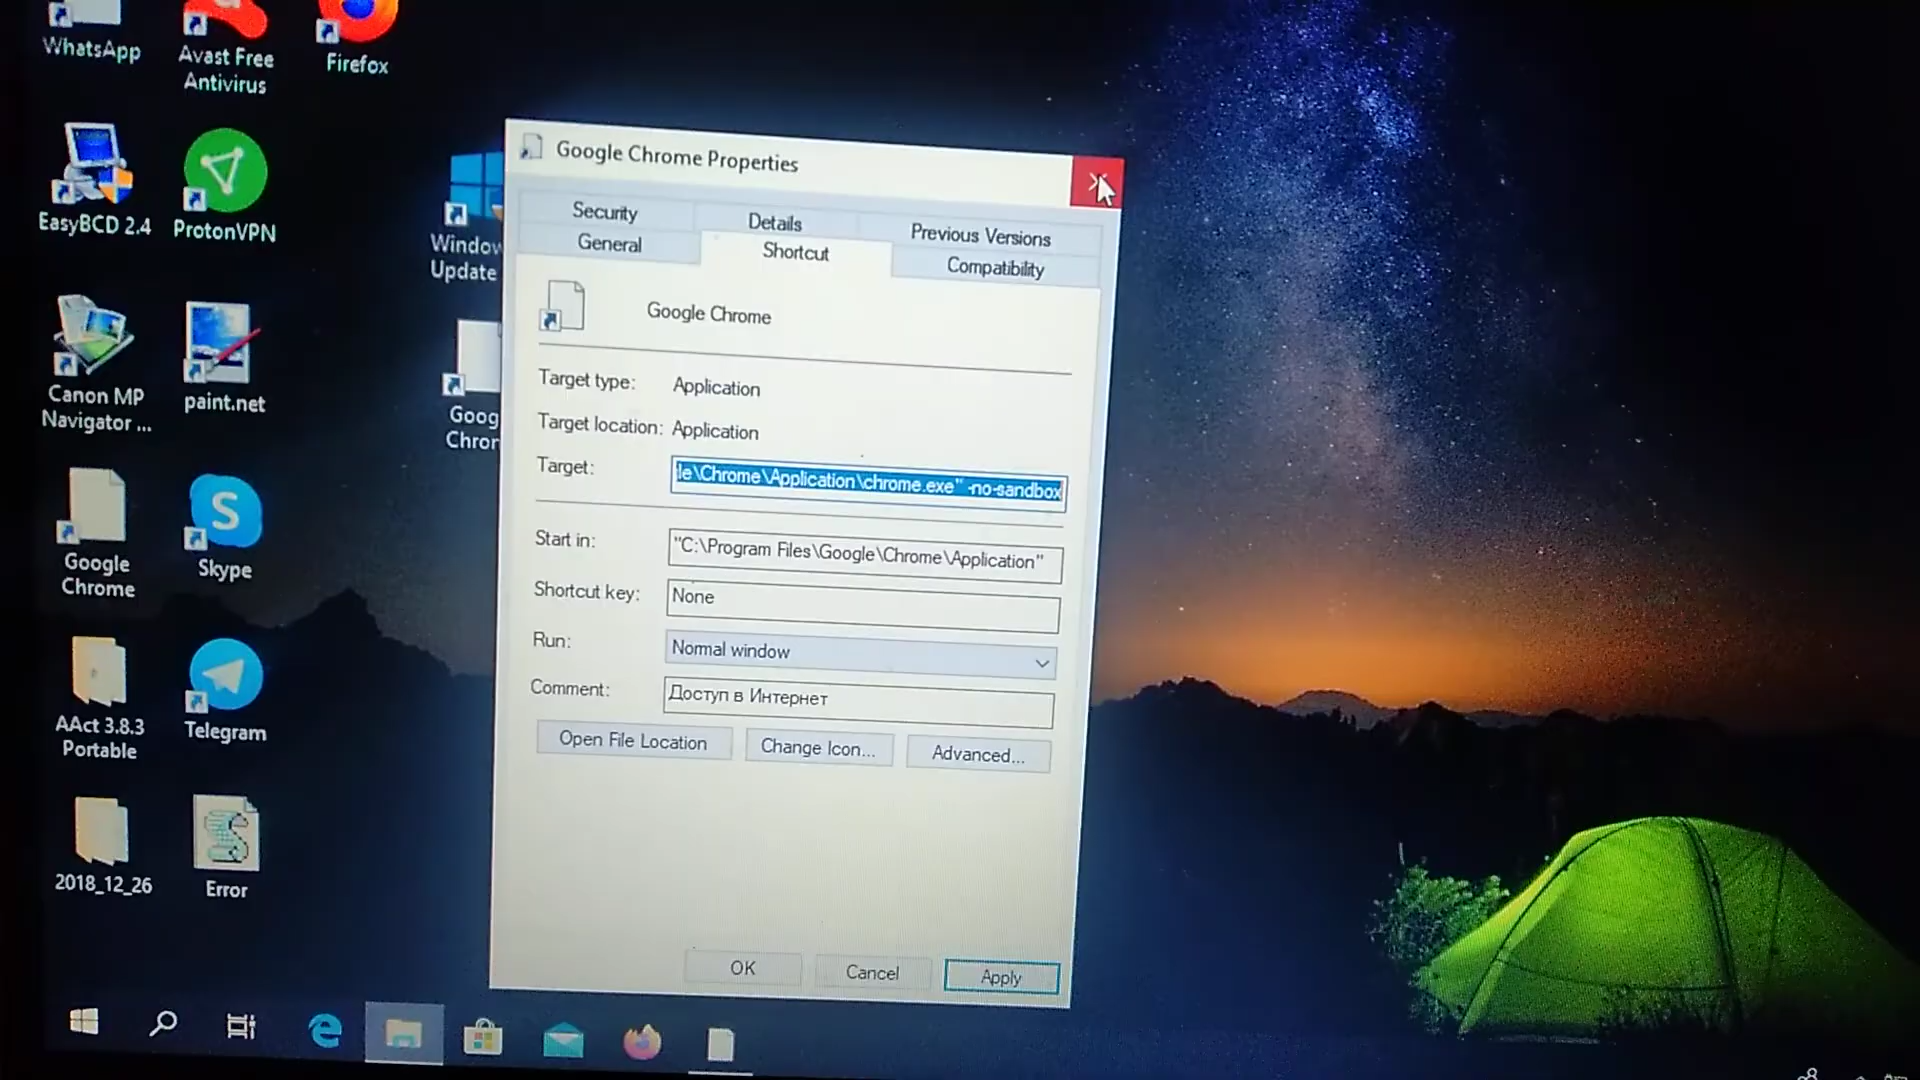 WhatsApp
Avast Free
Antivirus
Firefox
EasyBCD 2.4
ProtonVPN
Canon MP
Navigator ...
paint.net
Google
Chrome
Skype
AAct 3.8.3
Portable
Telegram
2018_12_26
Error
Window
Update
Goog
Chron
Google Chrome Properties
Security
Details
Previous Versions
General
Shortcut
Compatibility
Google Chrome
Target type:
Application
Target location:
Application
Target:
le\Chrome\Application\chrome.exe" -no-sandbox
Start in:
"C:\Program Files\Google\Chrome\Application"
Shortcut key:
None
Run:
Normal window
Comment:
Доступ в Интернет
Open File Location
Change Icon...
Advanced...
OK
Cancel
Apply